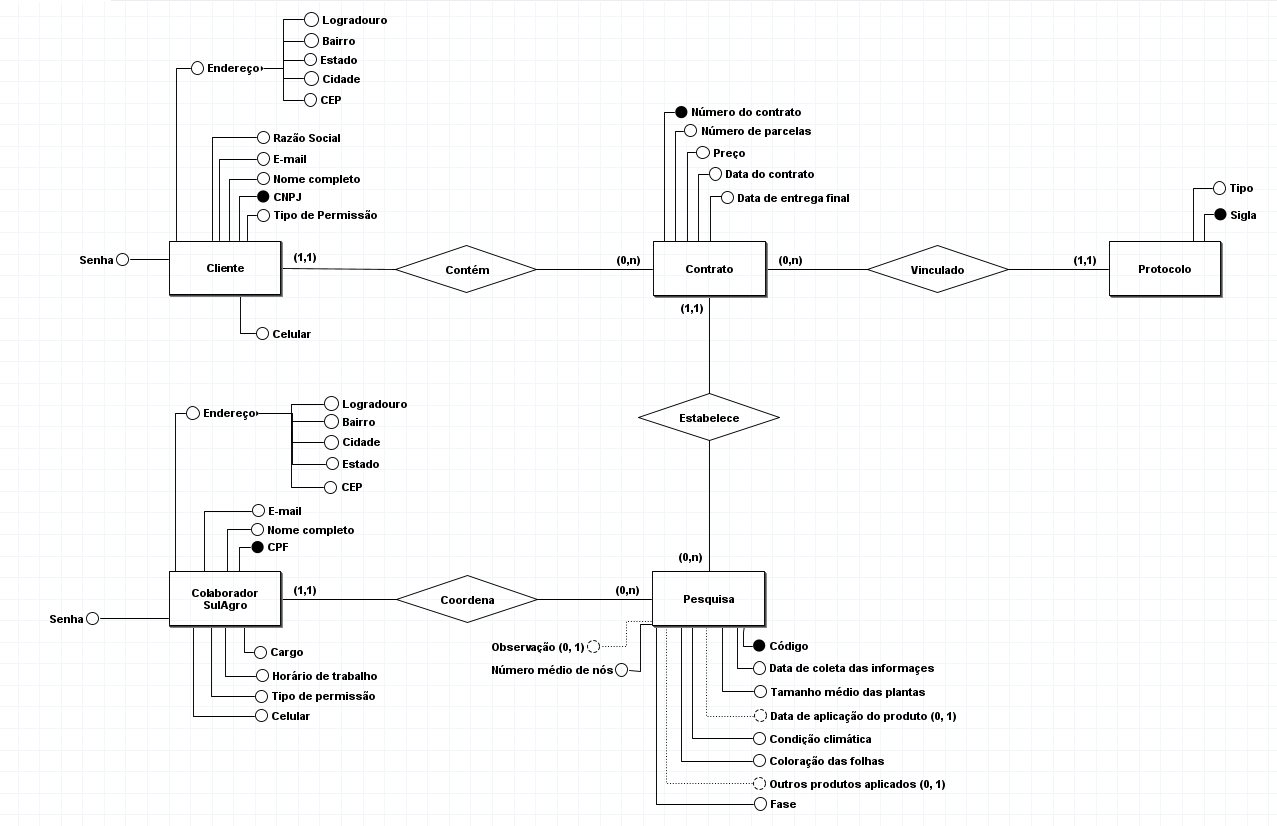 Logradouro
Bairro
Estado
Endereço
Cidade
CEP
Razão Social
E-mail
Nome completo
CNPJ
Tipo de Permissão
Senha
Cliente
Celular
(1,1)
Contém
(0,n)
Número do contrato
Número de parcelas
Preço
Data do contrato
Data de entrega final
Contrato
(0,n)
Vinculado
(1,1)
Tipo
Sigla
Protocolo
(1,1)
Estabelece
(0,n)
Endereço
Logradouro
Bairro
Cidade
Estado
CEP
E-mail
Nome completo
CPF
Colaborador
SulAgro
Senha
Cargo
Horário de trabalho
Tipo de permissão
Celular
(1,1)
Coordena
(0,n)
Pesquisa
Observação (0, 1)
Número médio de nós
Código
Data de coleta das informaçes
Tamanho médio das plantas
Data de aplicação do produto (0, 1)
Condição climática
Coloração das folhas
Outros produtos aplicados (0, 1)
Fase